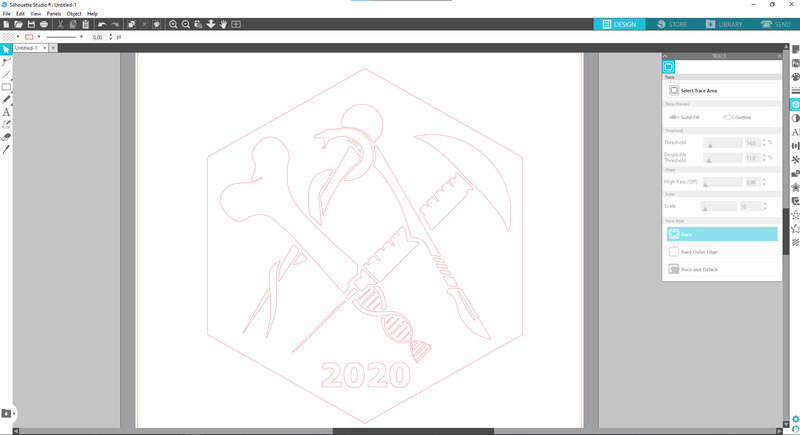 Silhouette Studio®: Untitled-1
File Edit View Panels Object Help
DESIGN STORE LIBRARY SEND
0,00 pt
Untitled-1
TRACE
Trace
Select Trace Area
Trace Preview
Solid Fill Outline
Threshold
Threshold 14,0 %
Despeckle Threshold 11,0 %
Filters
High Pass (Off) 0,00
Scale
Scale 10
Trace Style
Trace
Trace Outer Edge
Trace and Detach
2020